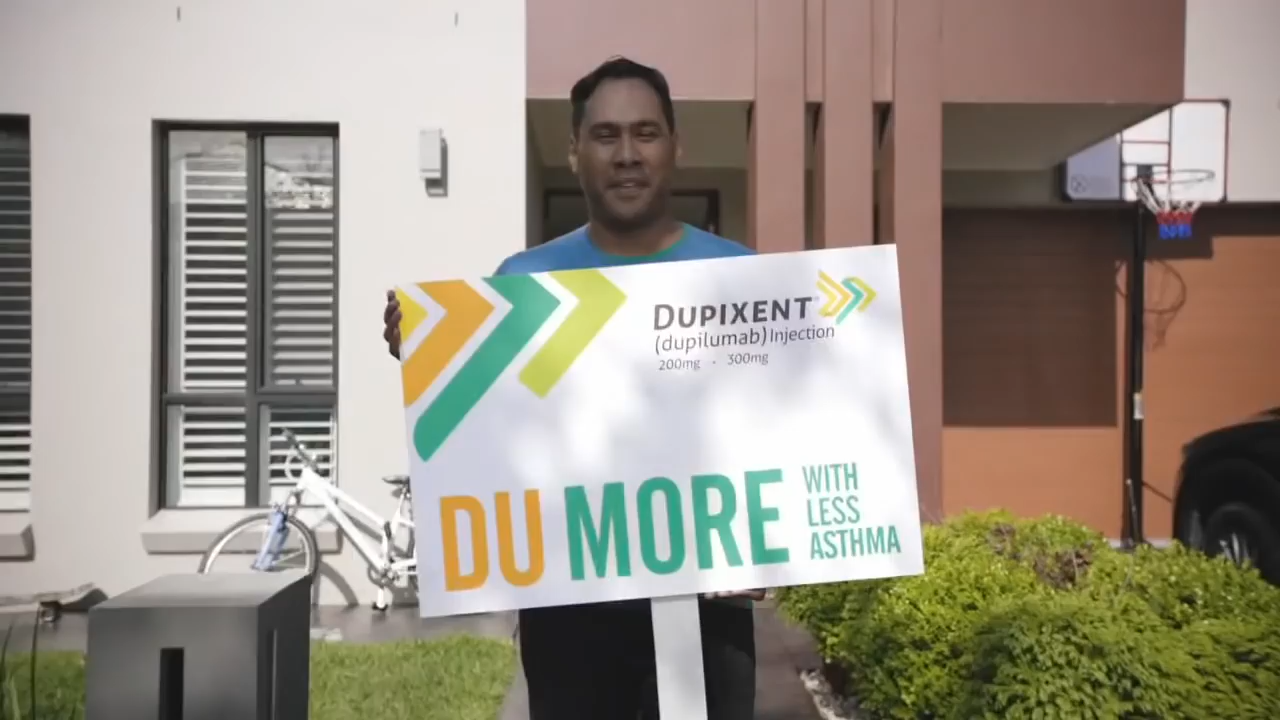 DUPIXENT®
(dupilumab) Injection
200mg · 300mg
DU MORE
WITH
LESS
ASTHMA